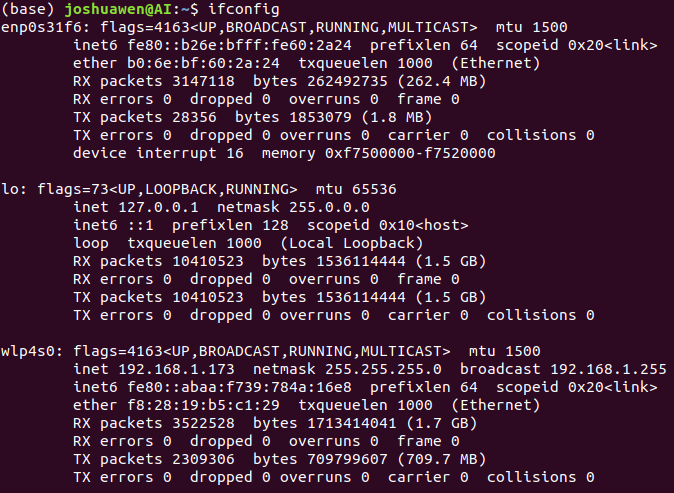 (base) joshuawen@AI:~$ ifconfig
enp0s31f6: flags=4163<UP,BROADCAST,RUNNING,MULTICAST>  mtu 1500
        inet6 fe80::b26e:bfff:fe60:2a24  prefixlen 64  scopeid 0x20<link>
        ether b0:6e:bf:60:2a:24  txqueuelen 1000  (Ethernet)
        RX packets 3147118  bytes 262492735 (262.4 MB)
        RX errors 0  dropped 0  overruns 0  frame 0
        TX packets 28356  bytes 1853079 (1.8 MB)
        TX errors 0  dropped 0 overruns 0  carrier 0  collisions 0
        device interrupt 16  memory 0xf7500000-f7520000

lo: flags=73<UP,LOOPBACK,RUNNING>  mtu 65536
        inet 127.0.0.1  netmask 255.0.0.0
        inet6 ::1  prefixlen 128  scopeid 0x10<host>
        loop  txqueuelen 1000  (Local Loopback)
        RX packets 10410523  bytes 1536114444 (1.5 GB)
        RX errors 0  dropped 0  overruns 0  frame 0
        TX packets 10410523  bytes 1536114444 (1.5 GB)
        TX errors 0  dropped 0 overruns 0  carrier 0  collisions 0

wlp4s0: flags=4163<UP,BROADCAST,RUNNING,MULTICAST>  mtu 1500
        inet 192.168.1.173  netmask 255.255.255.0  broadcast 192.168.1.255
        inet6 fe80::abaa:f739:784a:16e8  prefixlen 64  scopeid 0x20<link>
        ether f8:28:19:b5:c1:29  txqueuelen 1000  (Ethernet)
        RX packets 3522528  bytes 1713414041 (1.7 GB)
        RX errors 0  dropped 0  overruns 0  frame 0
        TX packets 2309306  bytes 709799607 (709.7 MB)
        TX errors 0  dropped 0 overruns 0  carrier 0  collisions 0